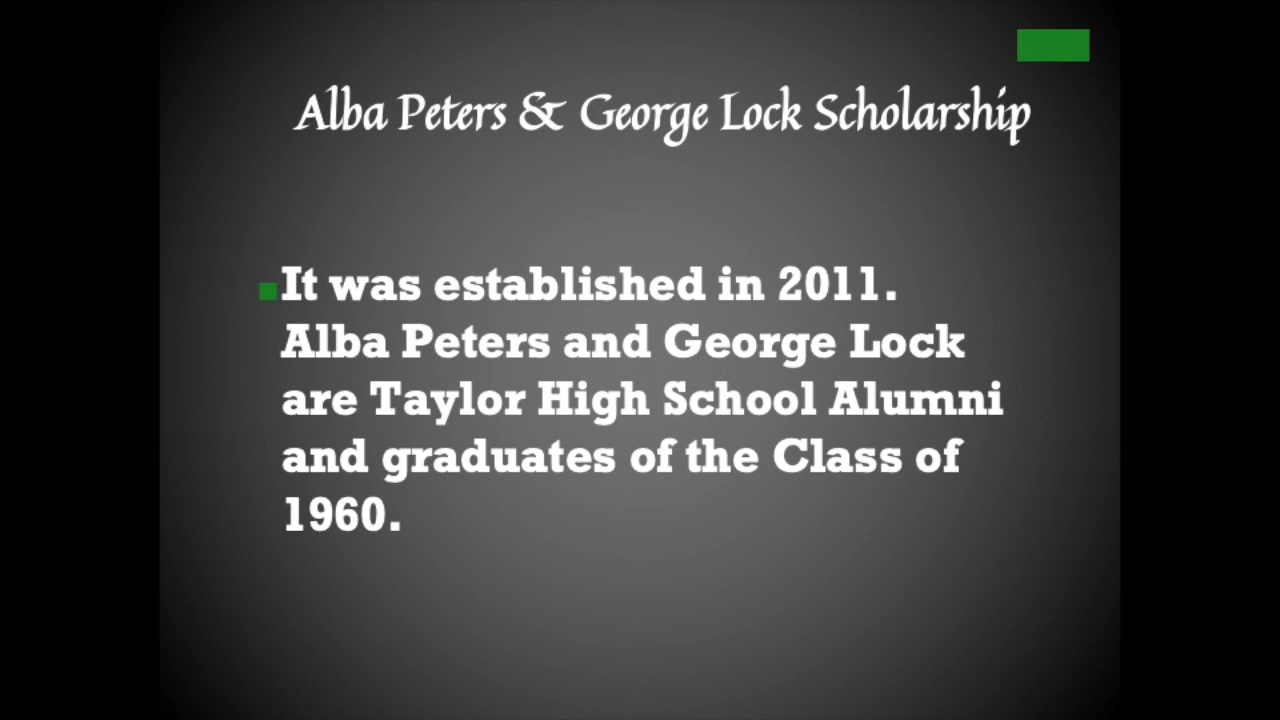 Alba Peters & George Lock Scholarship
It was established in 2011.
Alba Peters and George Lock
are Taylor High School Alumni
and graduates of the Class of
1960.